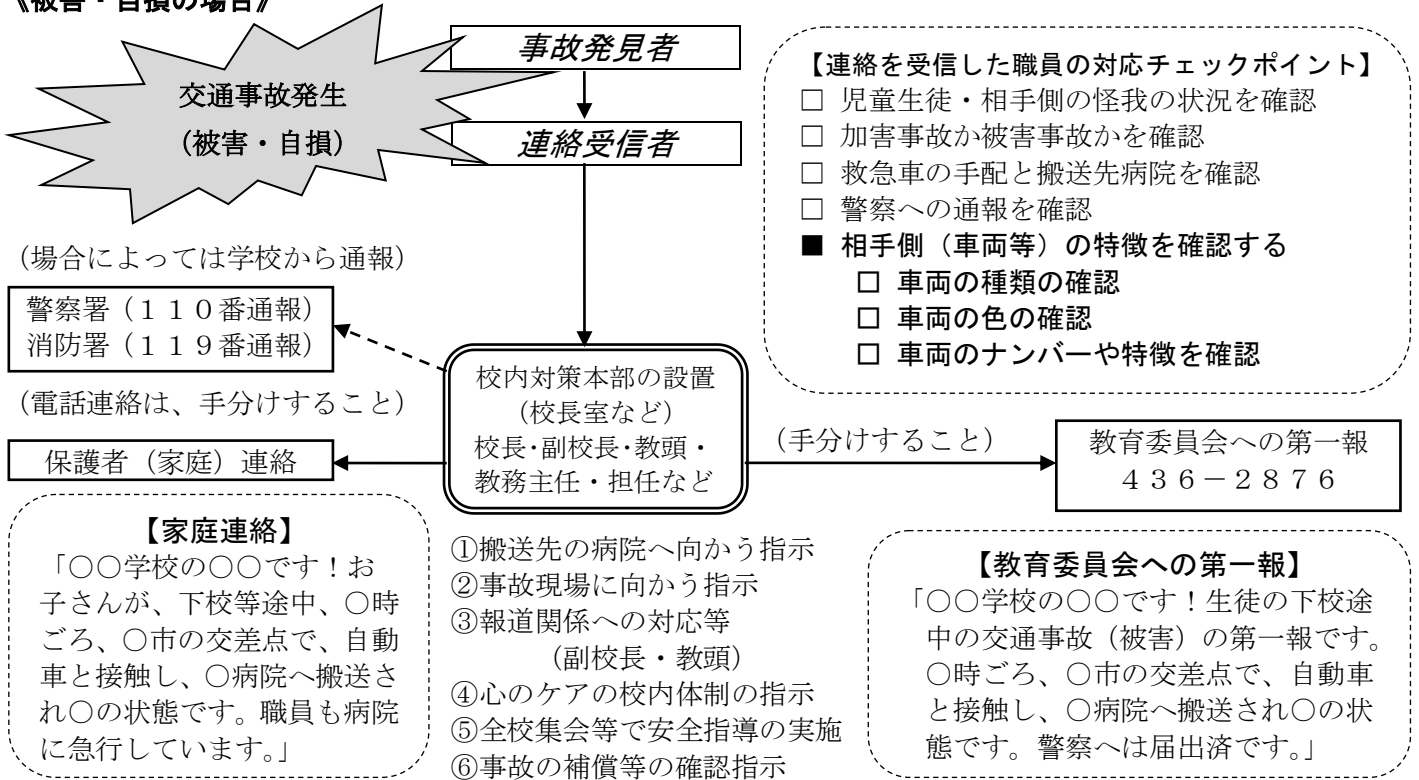 《被害・自損の場合》
交通事故発生
(被害・自損)
事故発見者
連絡受信者
【連絡を受信した職員の対応チェックポイント】
□ 児童生徒・相手側の怪我の状況を確認
□ 加害事故か被害事故かを確認
□ 救急車の手配と搬送先病院を確認
□ 警察への通報を確認
■ 相手側（車両等）の特徴を確認する
□ 車両の種類の確認
□ 車両の色の確認
□ 車両のナンバーや特徴を確認
（場合によっては学校から通報）
警察署（１１０番通報）
消防署（１１９番通報）
（電話連絡は、手分けすること）
保護者（家庭）連絡
校内対策本部の設置
（校長室など）
校長・副校長・教頭・
教務主任・担任など
（手分けすること）
教育委員会への第一報
４３６－２８７６
【家庭連絡】
「○○学校の○○です！お
子さんが、下校等途中、○時
ごろ、○市の交差点で、自動
車と接触し、○病院へ搬送さ
れ○の状態です。職員も病院
に急行しています。」
①搬送先の病院へ向かう指示
②事故現場に向かう指示
③報道関係への対応等
（副校長・教頭）
④心のケアの校内体制の指示
⑤全校集会等で安全指導の実施
⑥事故の補償等の確認指示
【教育委員会への第一報】
「○○学校の○○です！生徒の下校途
中の交通事故（被害）の第一報です。
○時ごろ、○市の交差点で、自動車
と接触し、○病院へ搬送され○の状
態です。警察へは届出済です。」